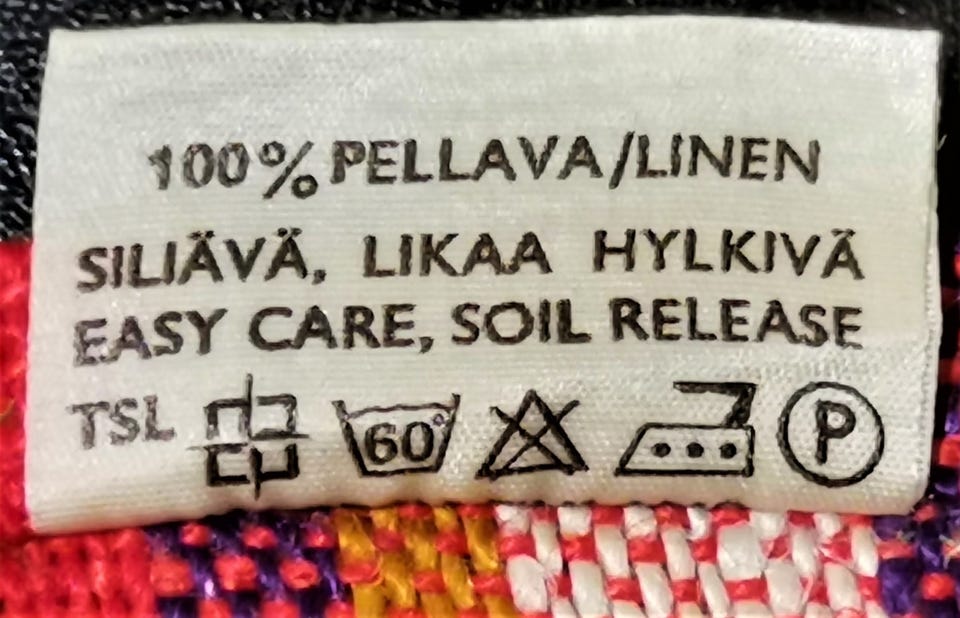 100% PELLAVA/LINEN
SILIÄVÄ, LIKAA HYLKIVÄ
EASY CARE, SOIL RELEASE
TSL 60° P